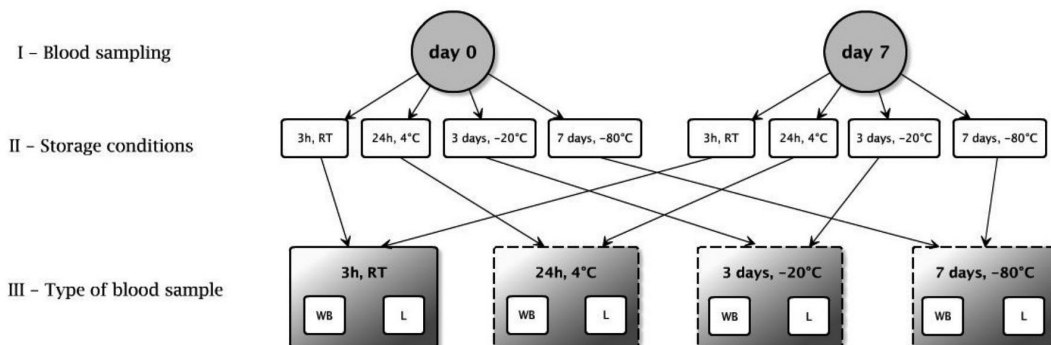 I – Blood sampling
day 0
day 7
II – Storage conditions
3h, RT
24h, 4°C
3 days, –20°C
7 days, –80°C
3h, RT
24h, 4°C
3 days, –20°C
7 days, –80°C
III – Type of blood sample
3h, RT
WB
L
24h, 4°C
WB
L
3 days, –20°C
WB
L
7 days, –80°C
WB
L